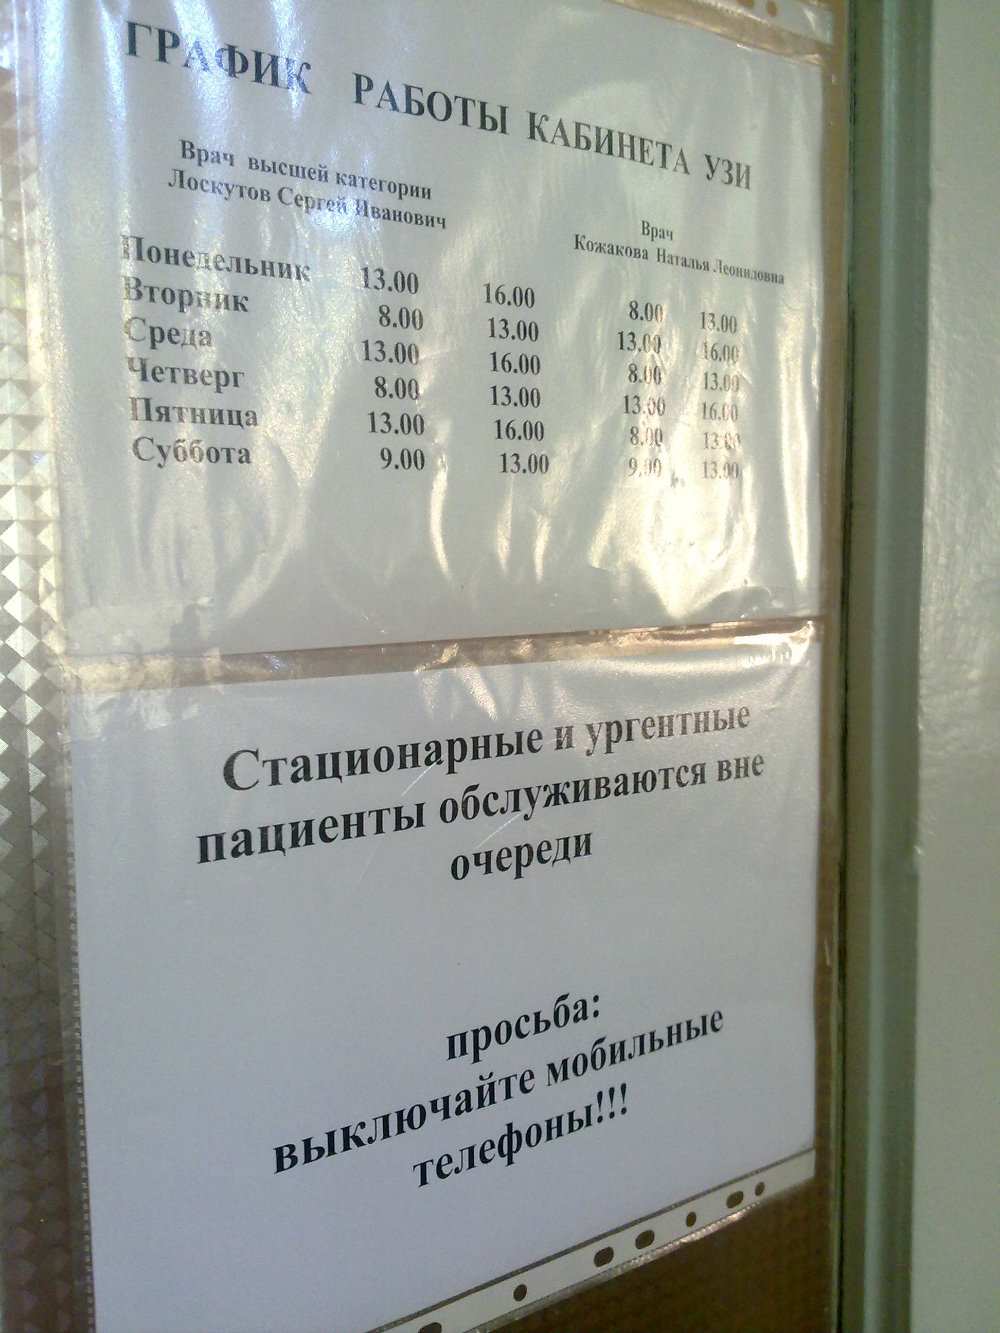 ГРАФИК РАБОТЫ КАБИНЕТА УЗИ
Врач высшей категории
Лоскутов Сергей Иванович
Врач
Кожакова Наталья Леонидовна
Понедельник 13.00 16.00 8.00 13.00
Вторник 8.00 13.00 13.00 16.00
Среда 13.00 16.00 8.00 13.00
Четверг 8.00 13.00 13.00 16.00
Пятница 13.00 16.00 8.00 13.00
Суббота 9.00 13.00 9.00 13.00
Стационарные и ургентные
пациенты обслуживаются вне
очереди
просьба:
выключайте мобильные
телефоны!!!